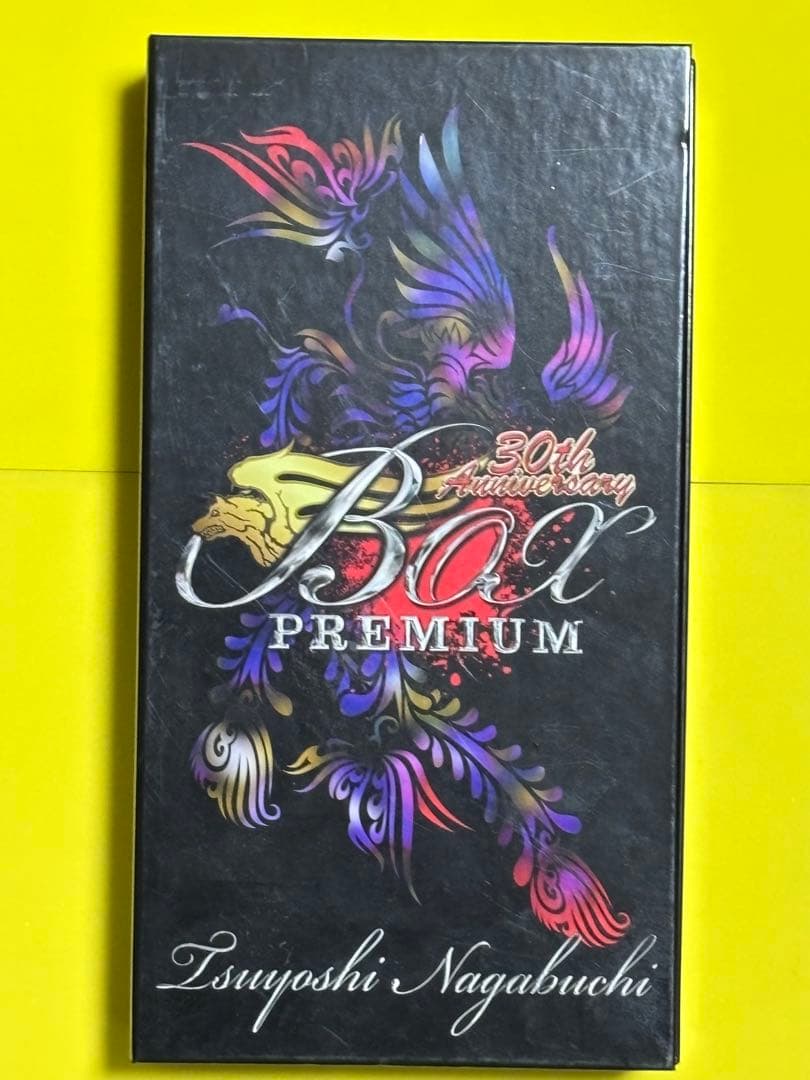 30th
Anniversary
Box
PREMIUM
Tsuyoshi Nagabuchi